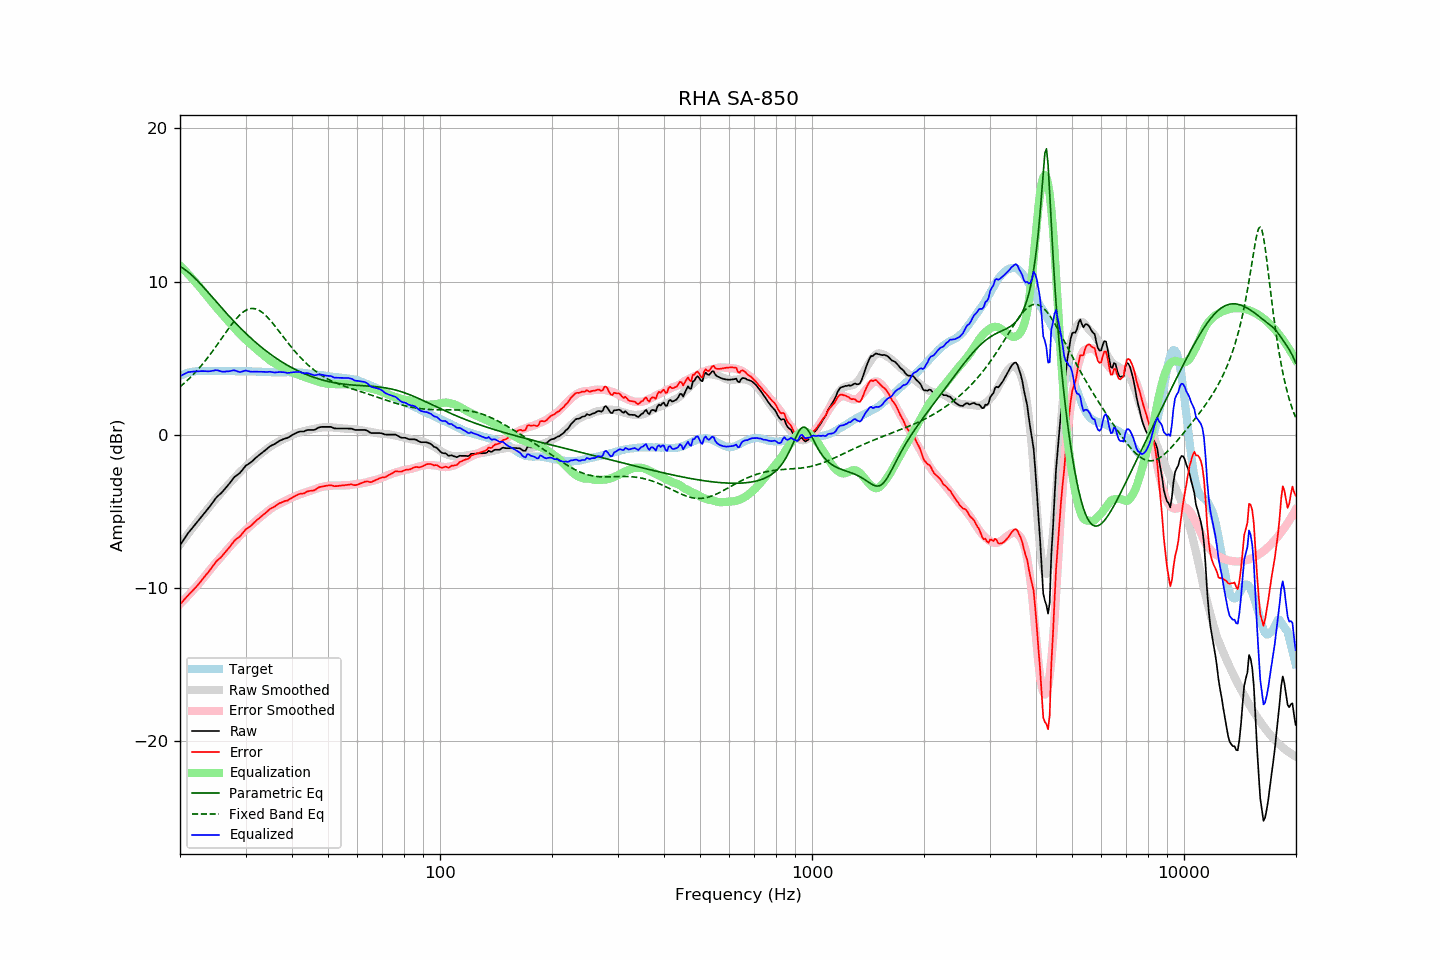 RHA SA-850
20
10
0
−10
−20
Amplitude (dBr)
Target
Raw Smoothed
Error Smoothed
Raw
Error
Equalization
Parametric Eq
Fixed Band Eq
Equalized
100
1000
10000
Frequency (Hz)